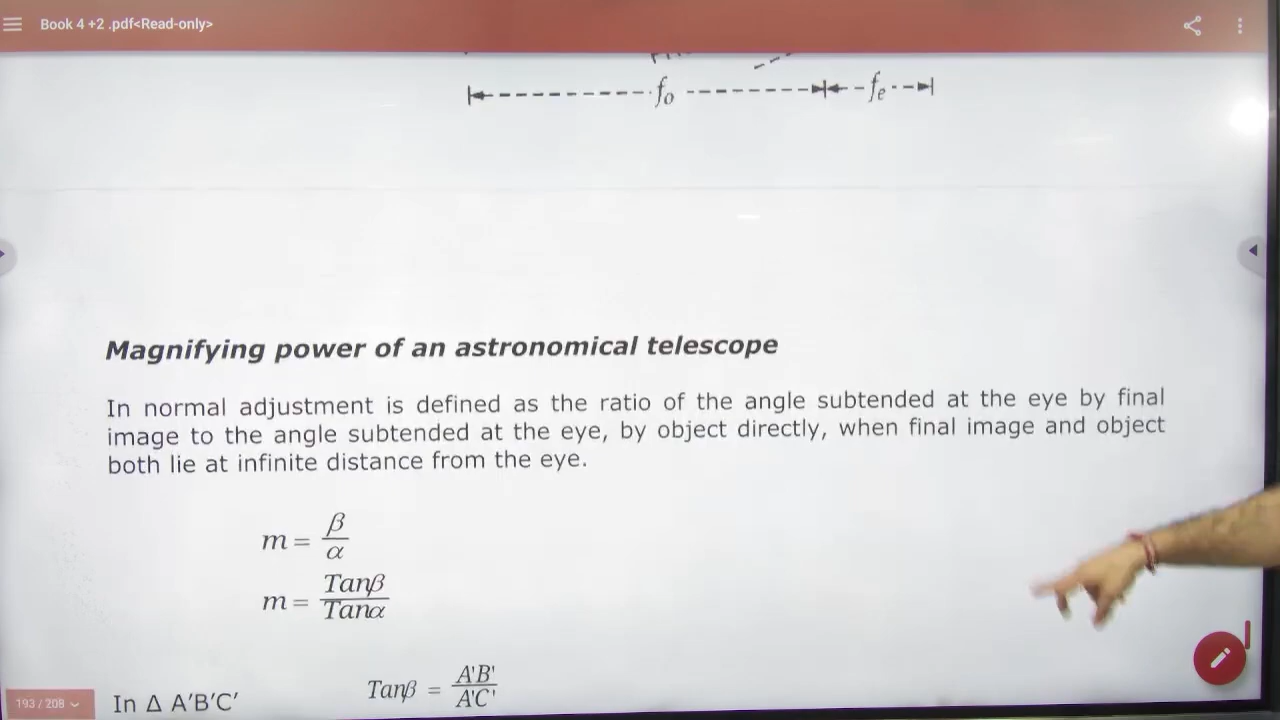 Book 4 +2 .pdf<Read-only>
fo fe
Magnifying power of an astronomical telescope
In normal adjustment is defined as the ratio of the angle subtended at the eye by final
image to the angle subtended at the eye, by object directly, when final image and object
both lie at infinite distance from the eye.
m = β/α
m = Tanβ/Tanα
In Δ A'B'C' Tanβ = A'B'/A'C'
193 / 208